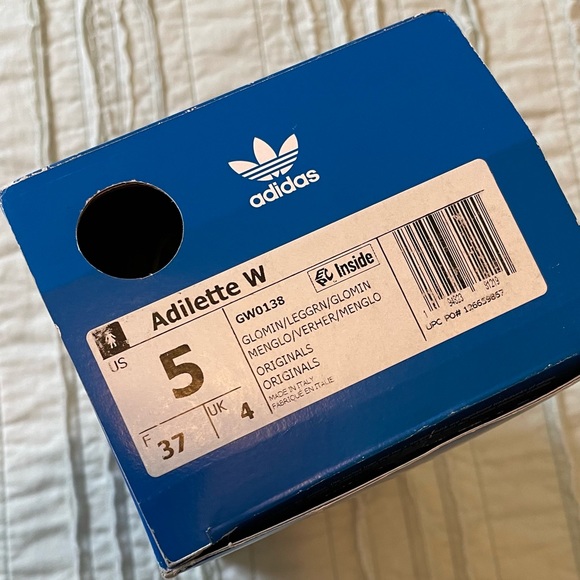 adidas
Adilette W
US
5
F
37
UK
4
GW0138
GLOMIN/LEGGRN/GLOMIN
MENGLO/VERHER/MENGLO
ORIGINALS
ORIGINALS
MADE IN ITALY
FABRIQUÉ EN ITALIE
Inside
UPC PO# 126659857